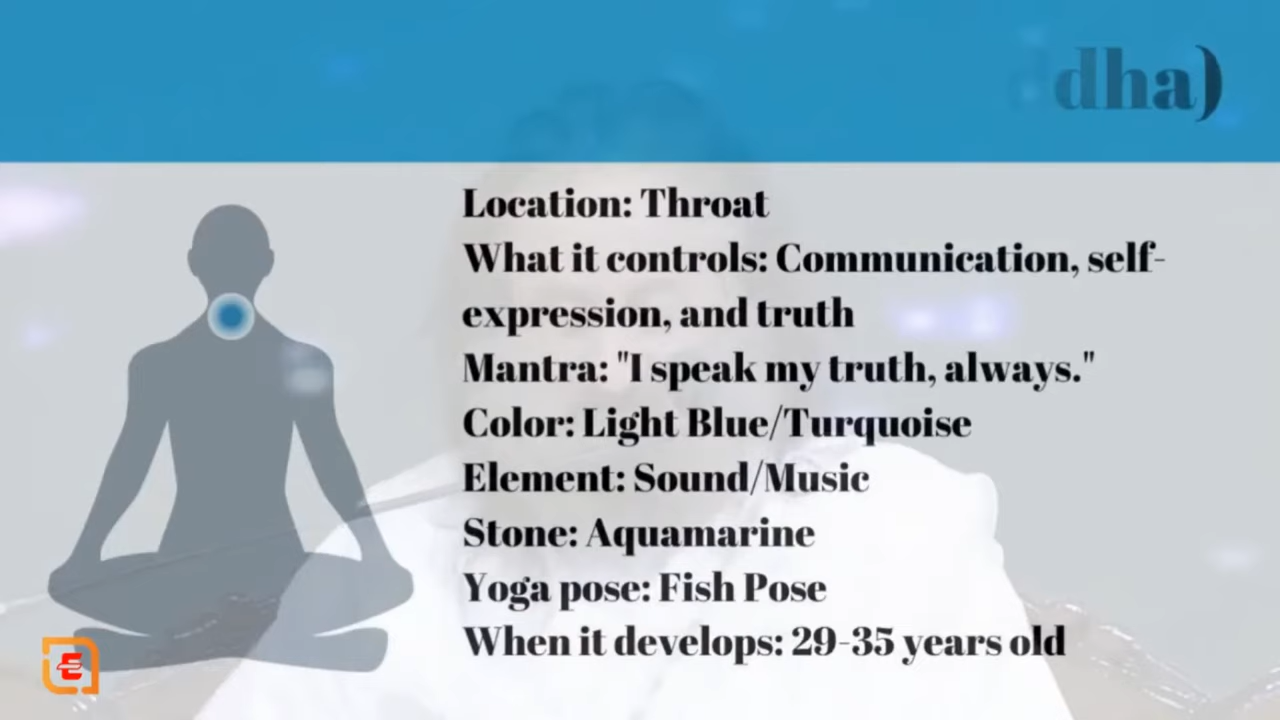 dha)
Location: Throat
What it controls: Communication, self-
expression, and truth
Mantra: "I speak my truth, always."
Color: Light Blue/Turquoise
Element: Sound/Music
Stone: Aquamarine
Yoga pose: Fish Pose
When it develops: 29-35 years old
E